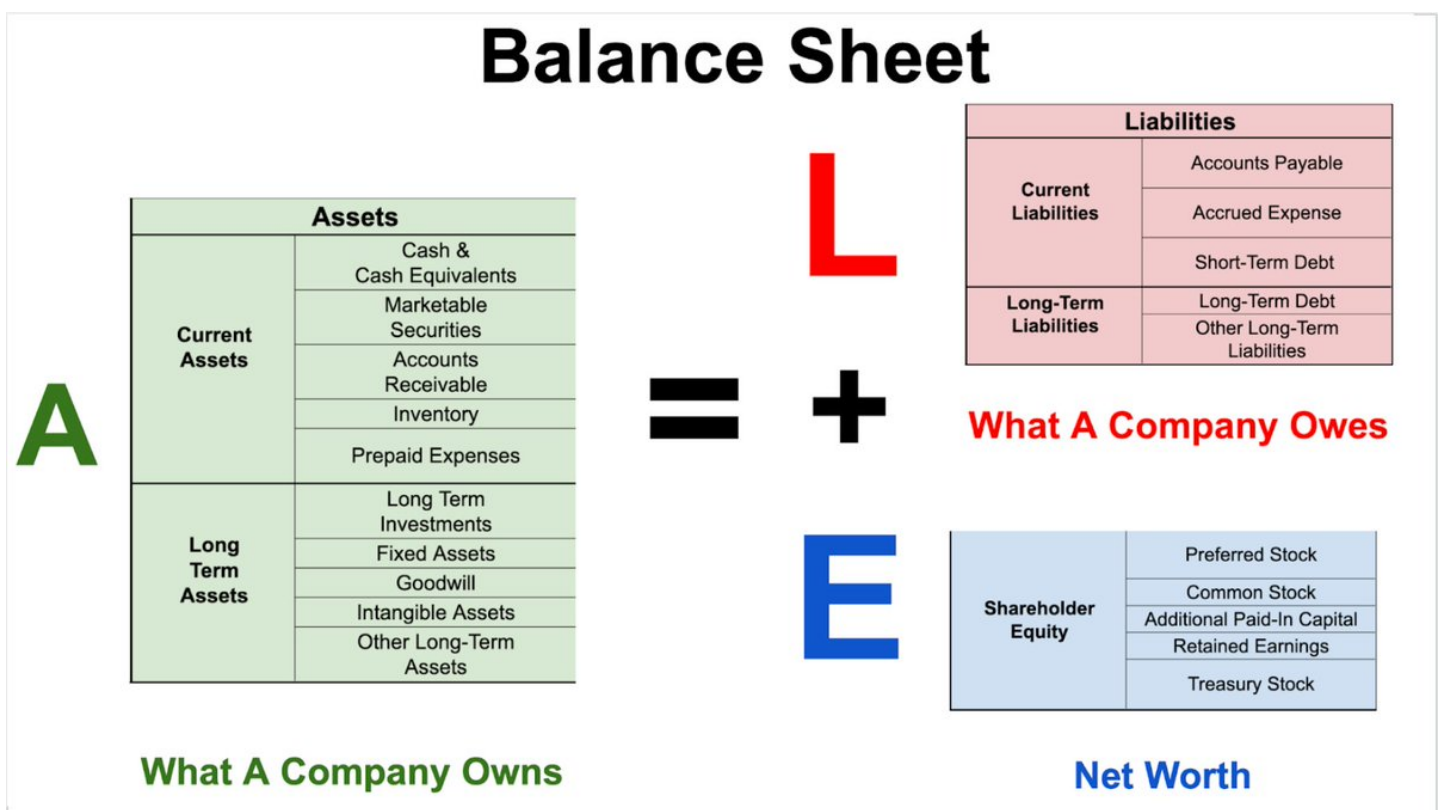 Balance Sheet
A
Assets
Current
Assets
Cash &
Cash Equivalents
Marketable
Securities
Accounts
Receivable
Inventory
Prepaid Expenses
Long
Term
Assets
Long Term
Investments
Fixed Assets
Goodwill
Intangible Assets
Other Long-Term
Assets
What A Company Owns
=
L
Liabilities
Current
Liabilities
Accounts Payable
Accrued Expense
Short-Term Debt
Long-Term
Liabilities
Long-Term Debt
Other Long-Term
Liabilities
What A Company Owes
+
E
Shareholder
Equity
Preferred Stock
Common Stock
Additional Paid-In Capital
Retained Earnings
Treasury Stock
Net Worth